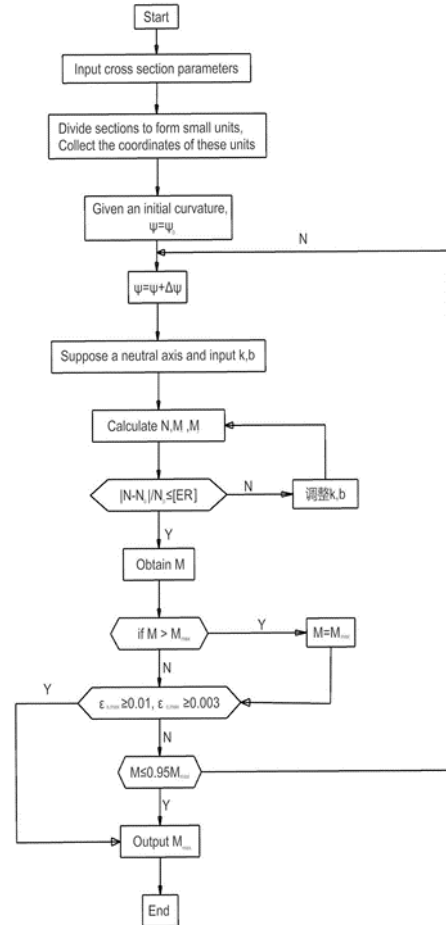 Start
Input cross section parameters
Divide sections to form small units,
Collect the coordinates of these units
Given an initial curvature,
ψ=ψ₀
N
ψ=ψ+Δψ
Suppose a neutral axis and input k,b
Calculate N,M ,M
|N-N₀|/N₀≤[ER]
N
调整k,b
Y
Obtain M
if M > Mmax
Y
M=Mmax
N
Y
ε ≥0.01, ε ≥0.003
N
M≤0.95Mmax
Y
Output Mmax
End